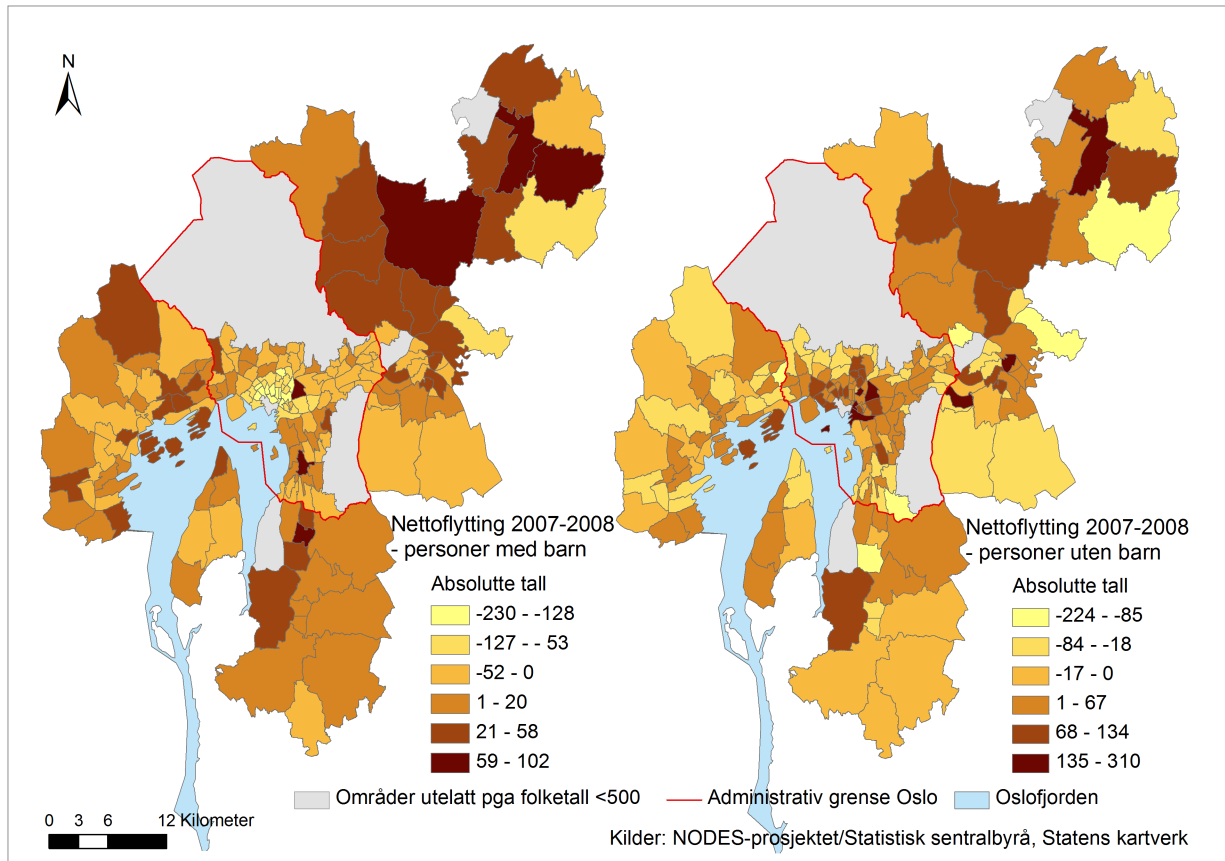 N
Nettoflytting 2007-2008
- personer med barn
Absolutte tall
-230 - -128
-127 - -53
-52 - 0
1 - 20
21 - 58
59 - 102
Nettoflytting 2007-2008
- personer uten barn
Absolutte tall
-224 - -85
-84 - -18
-17 - 0
1 - 67
68 - 134
135 - 310
Områder utelatt pga folketall <500
Administrativ grense Oslo
Oslofjorden
0 3 6 12 Kilometer
Kilder: NODES-prosjektet/Statistisk sentralbyrå, Statens kartverk